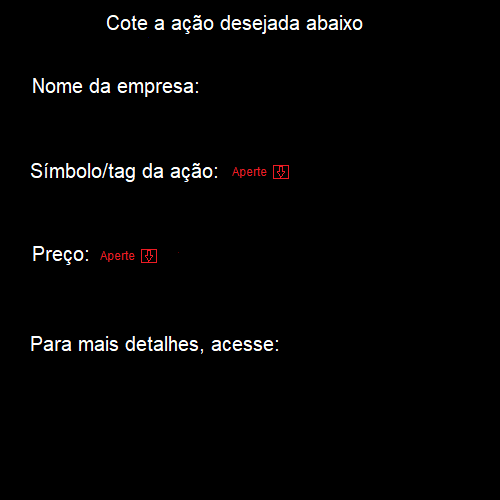 Cote a ação desejada abaixo
Nome da empresa:
Símbolo/tag da ação: Aperte
Preço: Aperte
Para mais detalhes, acesse: